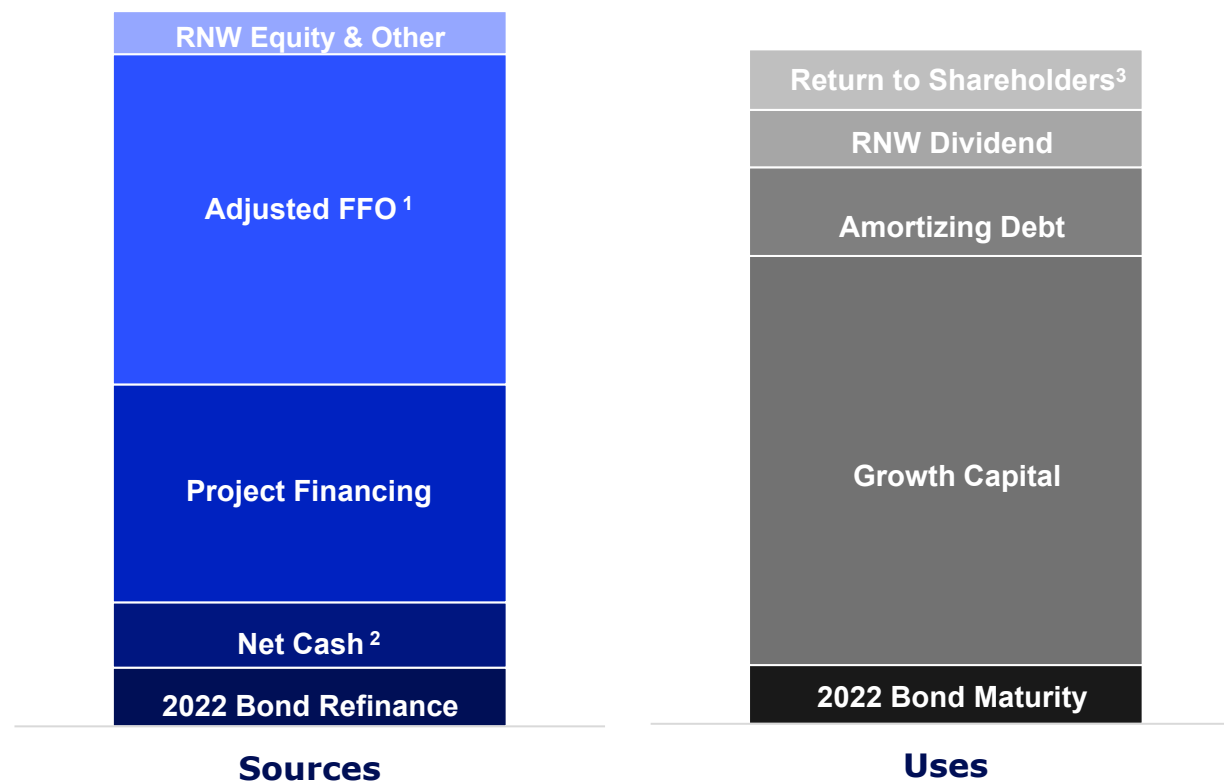 RNW Equity & Other
Adjusted FFO ¹
Project Financing
Net Cash ²
2022 Bond Refinance
Sources
Return to Shareholders³
RNW Dividend
Amortizing Debt
Growth Capital
2022 Bond Maturity
Uses